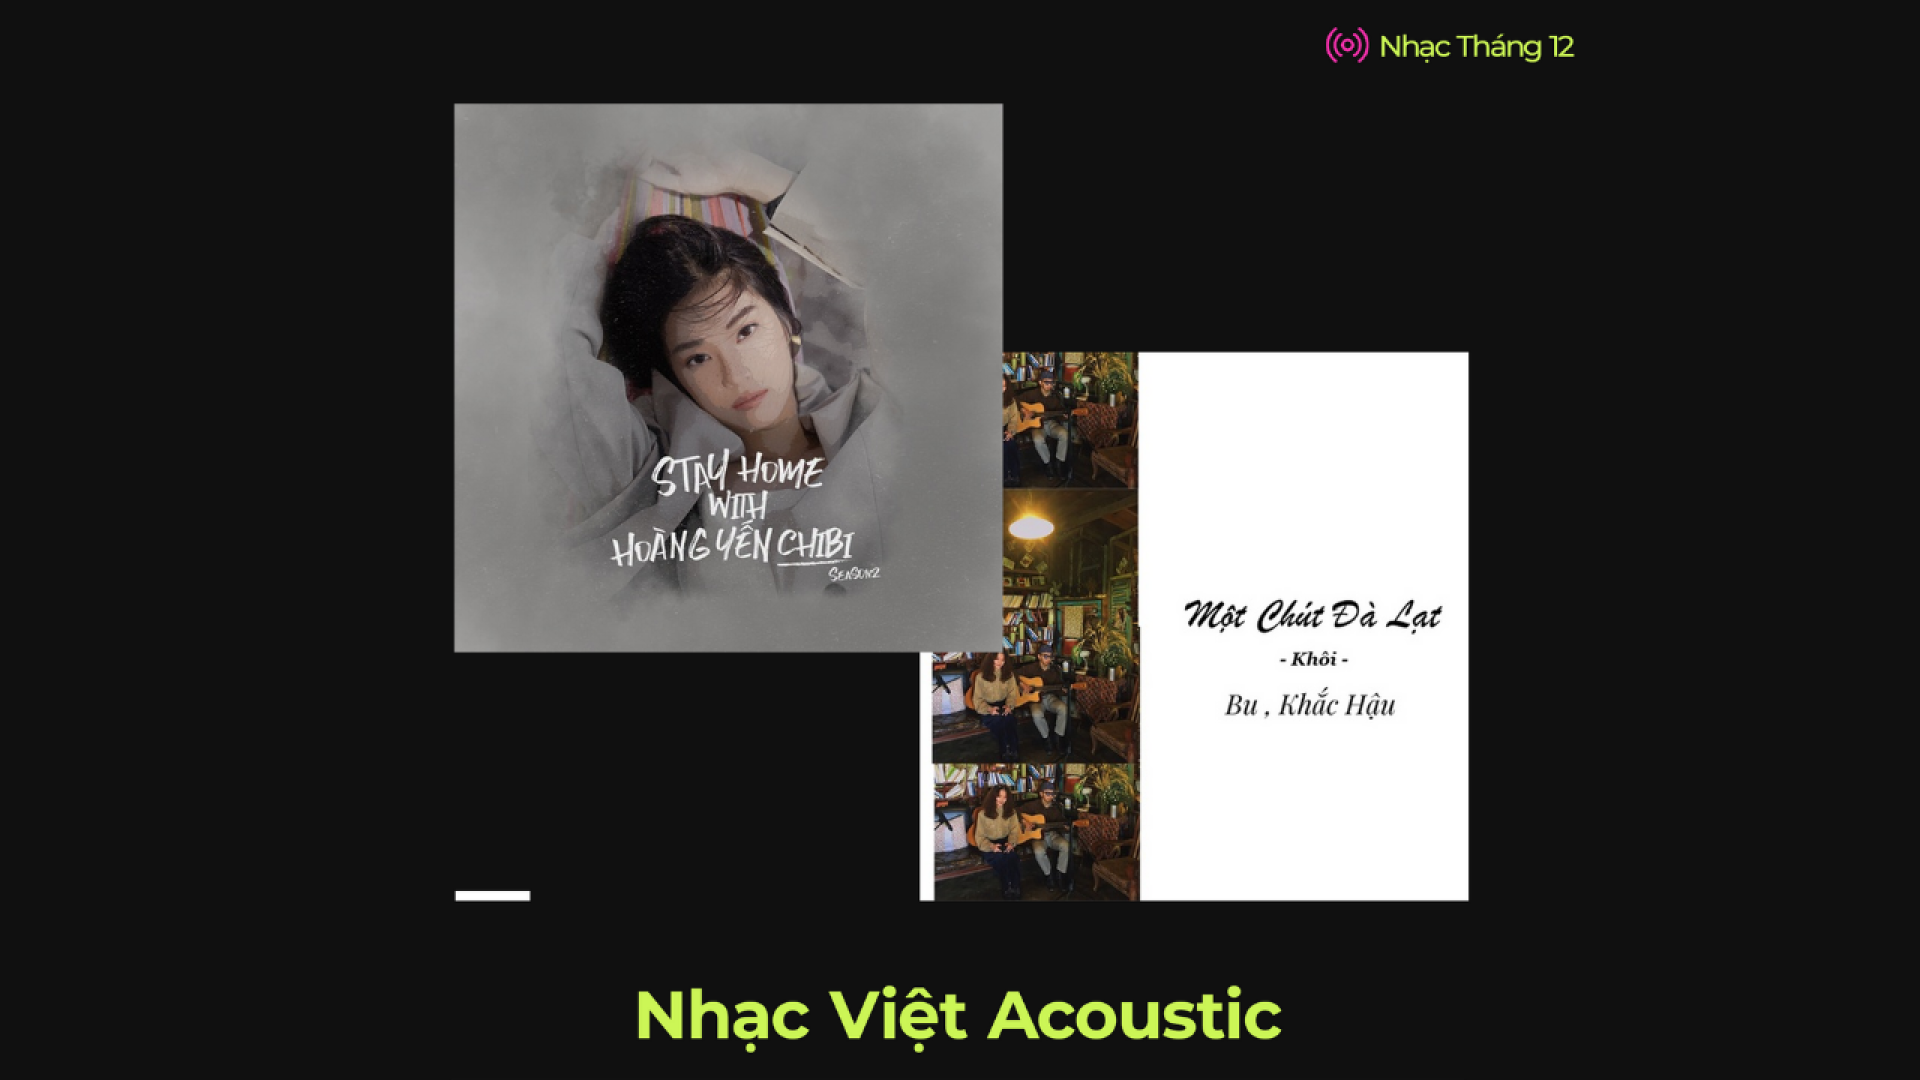 Nhạc Tháng 12
STAY HOME
WITH
HOÀNG YẾN CHIBI
SEASON2
Một Chút Đà Lạt
- Khôi -
Bu , Khắc Hậu
Nhạc Việt Acoustic